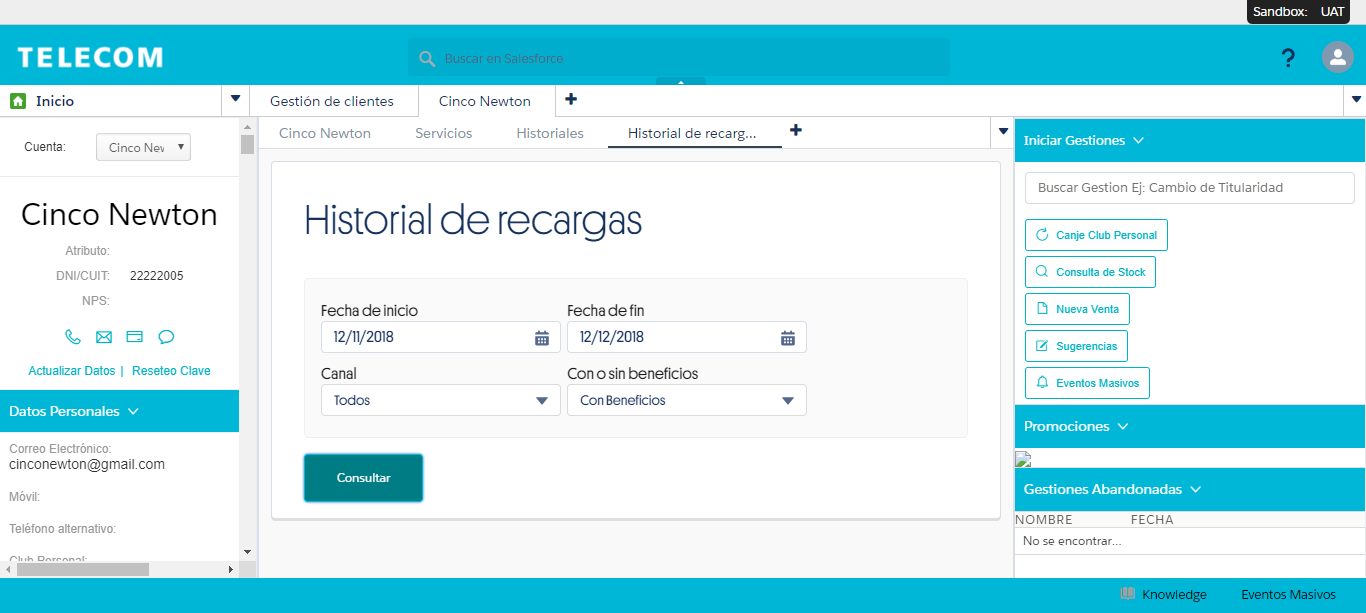 Sandbox: UAT
TELECOM
Buscar en Salesforce
?
Inicio
Gestión de clientes
Cinco Newton
Cuenta:
Cinco Nev
Cinco Newton
Atributo:
DNI/CUIT: 22222005
NPS:
Actualizar Datos | Reseteo Clave
Datos Personales
Correo Electrónico:
cinconewton@gmail.com
Móvil:
Teléfono alternativo:
Club Personal:
Cinco Newton
Servicios
Historiales
Historial de recarg...
Historial de recargas
Fecha de inicio
12/11/2018
Fecha de fin
12/12/2018
Canal
Todos
Con o sin beneficios
Con Beneficios
Consultar
Iniciar Gestiones
Buscar Gestion Ej: Cambio de Titularidad
Canje Club Personal
Consulta de Stock
Nueva Venta
Sugerencias
Eventos Masivos
Promociones
Gestiones Abandonadas
NOMBRE FECHA
No se encontrar...
Knowledge
Eventos Masivos